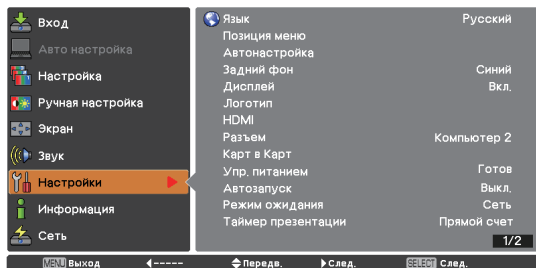 Вход
Авто настройка
Настройка
Ручная настройка
Экран
Звук
Настройки
Информация
Сеть
Язык Русский
Позиция меню
Автонастройка
Задний фон Синий
Дисплей Вкл.
Логотип
HDMI
Разъем Компьютер 2
Карт в Карт
Упр. питанием Готов
Автозапуск Выкл.
Режим ожидания Сеть
Таймер презентации Прямой счет
1/2
MENU Выход ----- Передв. След. SELECT След.